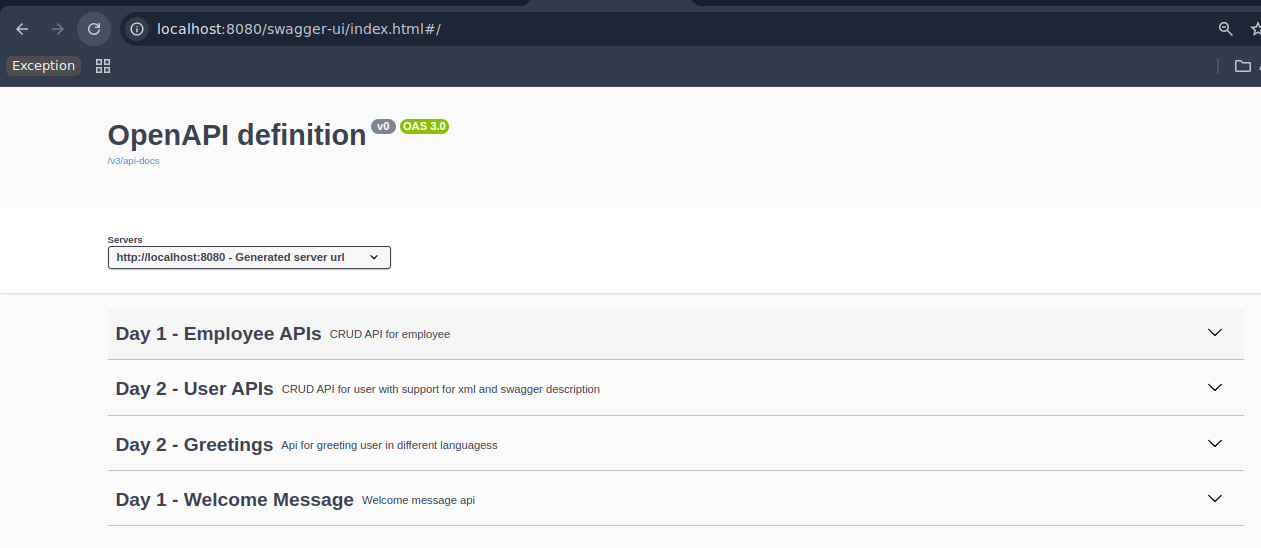 localhost:8080/swagger-ui/index.html#/
Exception
OpenAPI definition v0 OAS 3.0
/v3/api-docs
Servers
http://localhost:8080 - Generated server url
Day 1 - Employee APIs CRUD API for employee
Day 2 - User APIs CRUD API for user with support for xml and swagger description
Day 2 - Greetings Api for greeting user in different languagess
Day 1 - Welcome Message Welcome message api